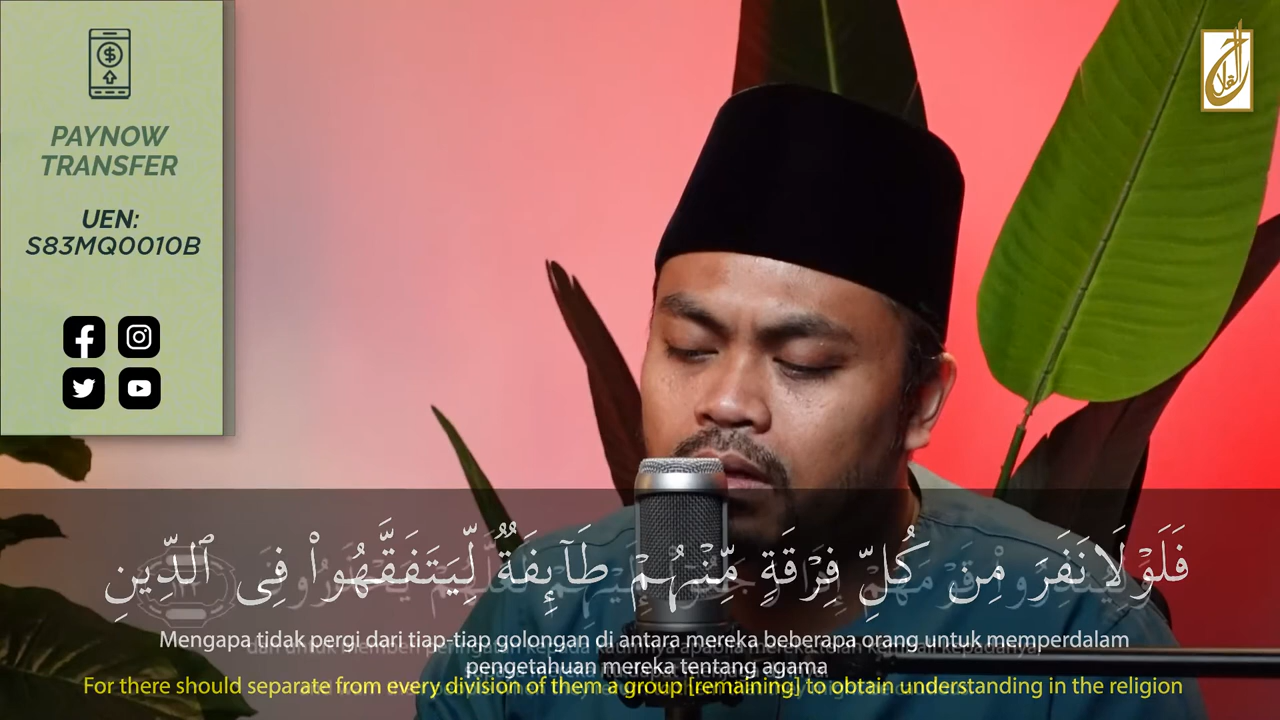 PAYNOW
TRANSFER
UEN:
S83MQ0010B
فَلَوْلَا نَفَرَ مِن كُلِّ فِرْقَةٍ مِّنْهُمْ طَآئِفَةٌ لِّيَتَفَقَّهُوا۟ فِى ٱلدِّينِ
Mengapa tidak pergi dari tiap-tiap golongan di antara mereka beberapa orang untuk memperdalam
pengetahuan mereka tentang agama
For there should separate from every division of them a group [remaining] to obtain understanding in the religion